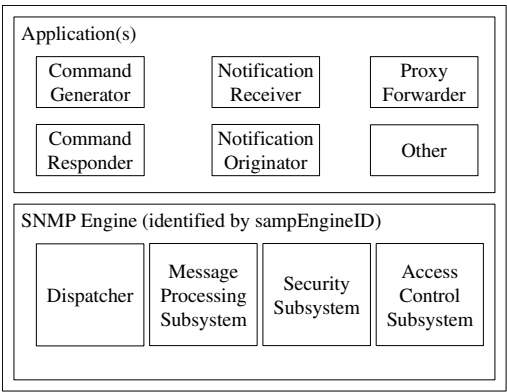 Application(s)
Command
Generator
Notification
Receiver
Proxy
Forwarder
Command
Responder
Notification
Originator
Other
SNMP Engine (identified by sampEngineID)
Dispatcher
Message
Processing
Subsystem
Security
Subsystem
Access
Control
Subsystem